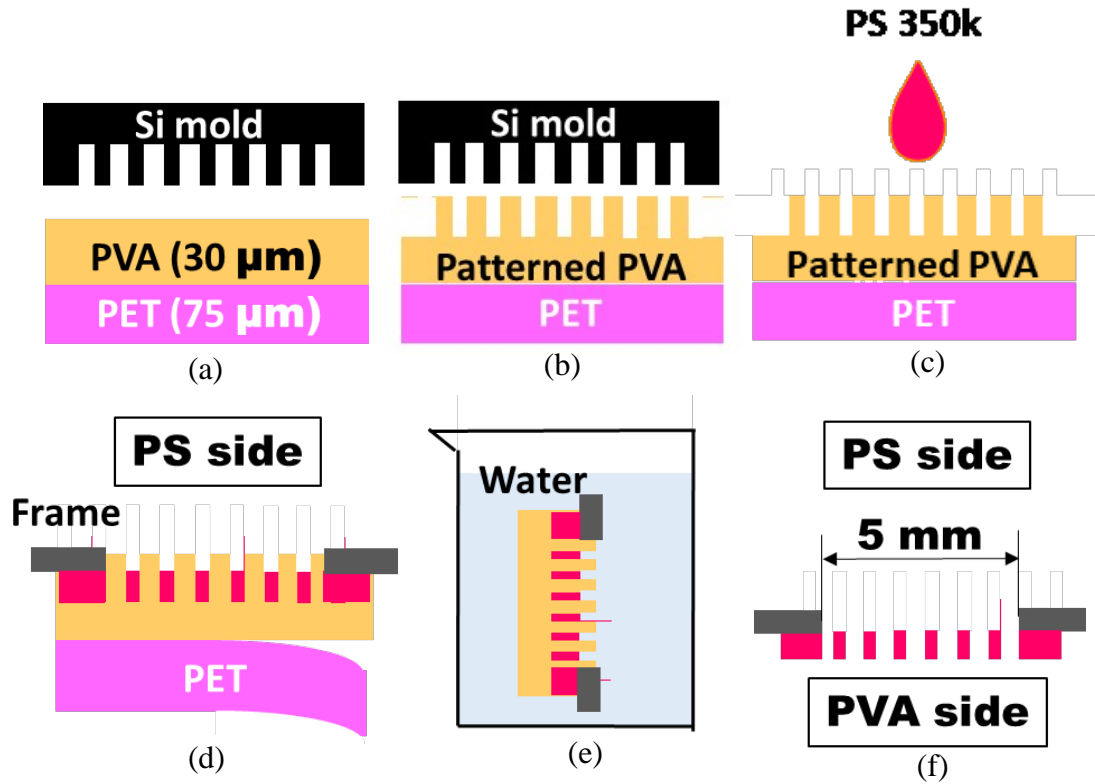 PS 350k
Si mold
Si mold
PVA (30 µm)
Patterned PVA
Patterned PVA
PET (75 µm)
PET
PET
(a)
(b)
(c)
PS side
Frame
PET
(d)
Water
(e)
PS side
5 mm
PVA side
(f)